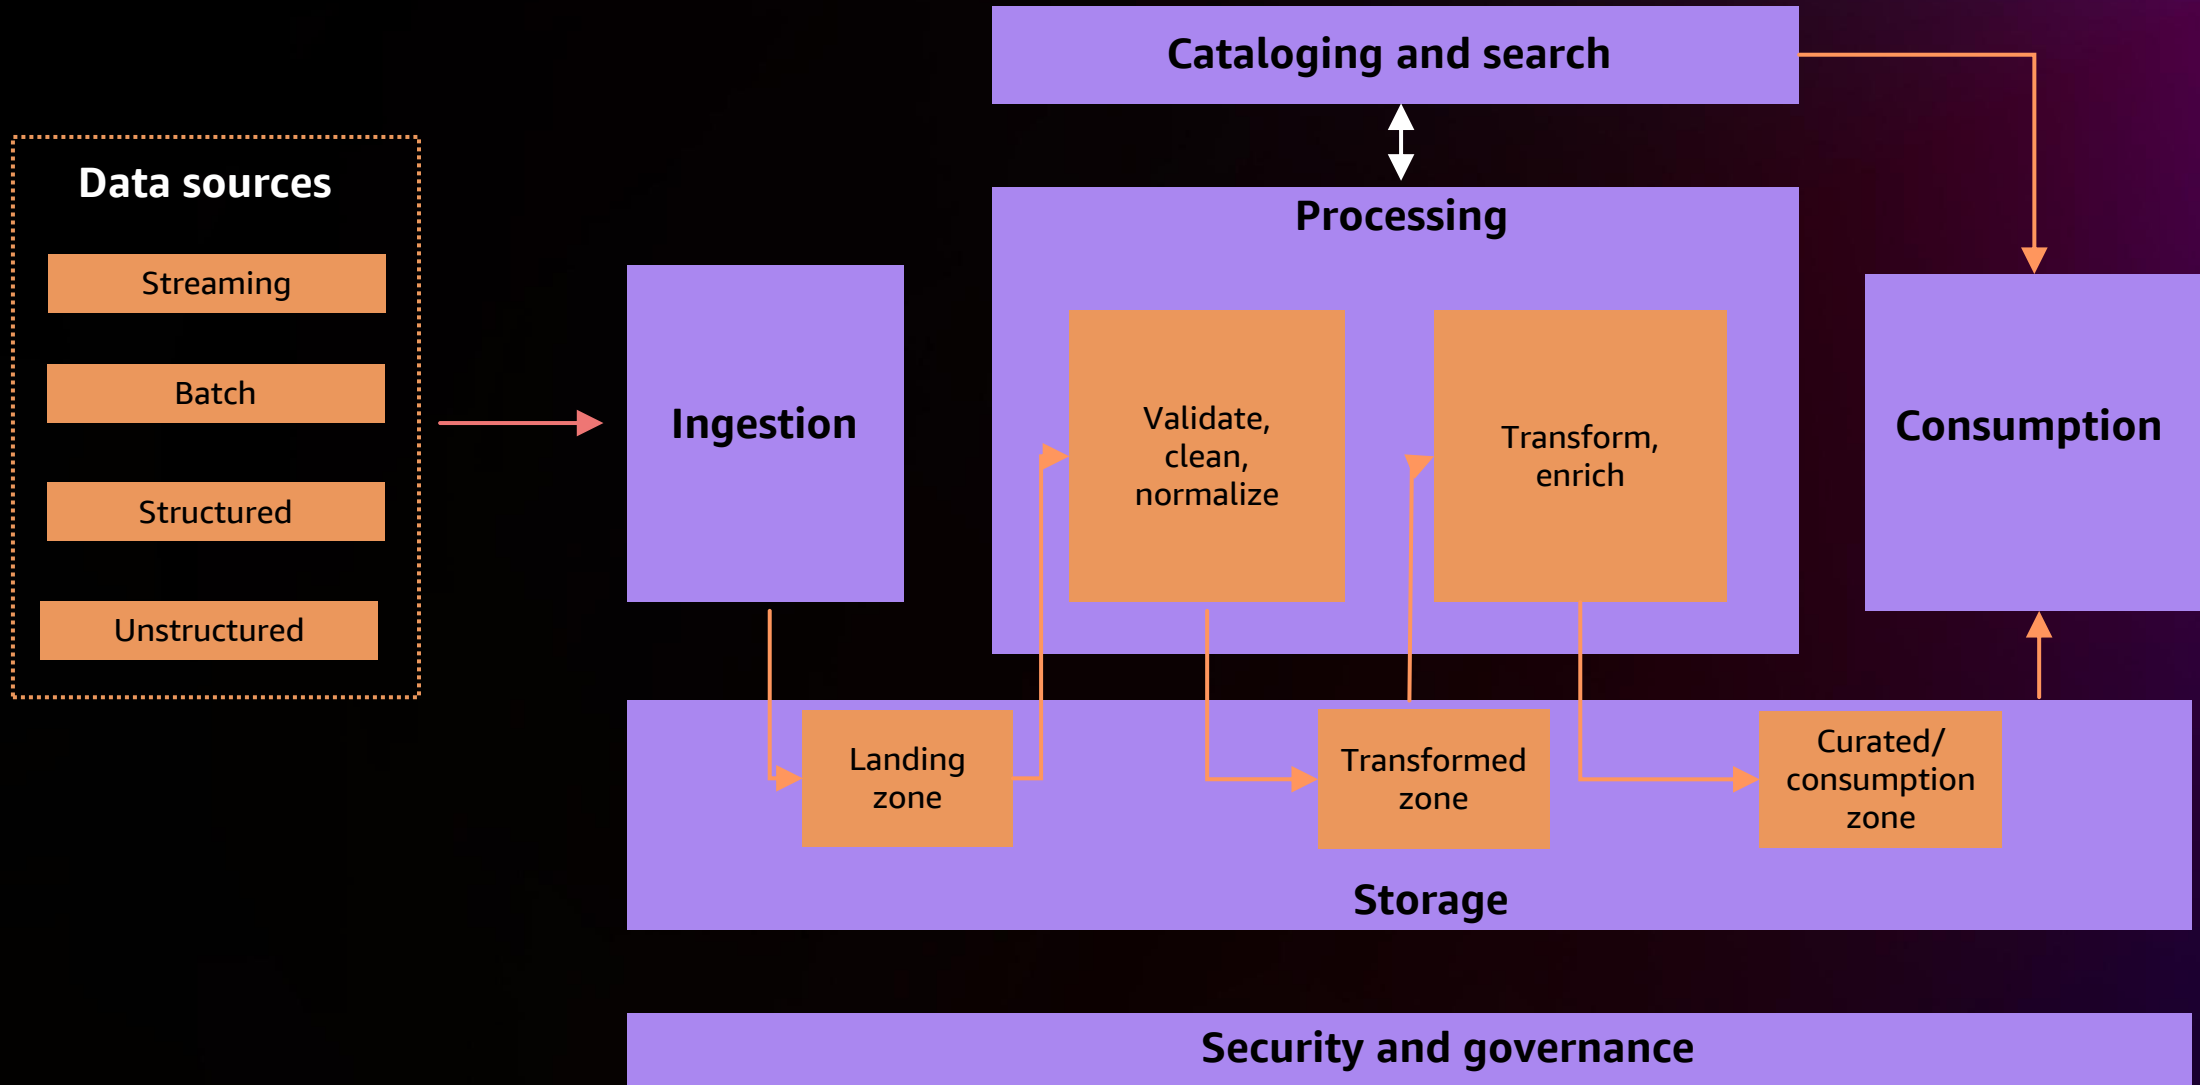 Cataloging and search
Data sources
Streaming
Batch
Structured
Unstructured
Ingestion
Processing
Validate,
clean,
normalize
Transform,
enrich
Consumption
Landing
zone
Transformed
zone
Curated/
consumption
zone
Storage
Security and governance